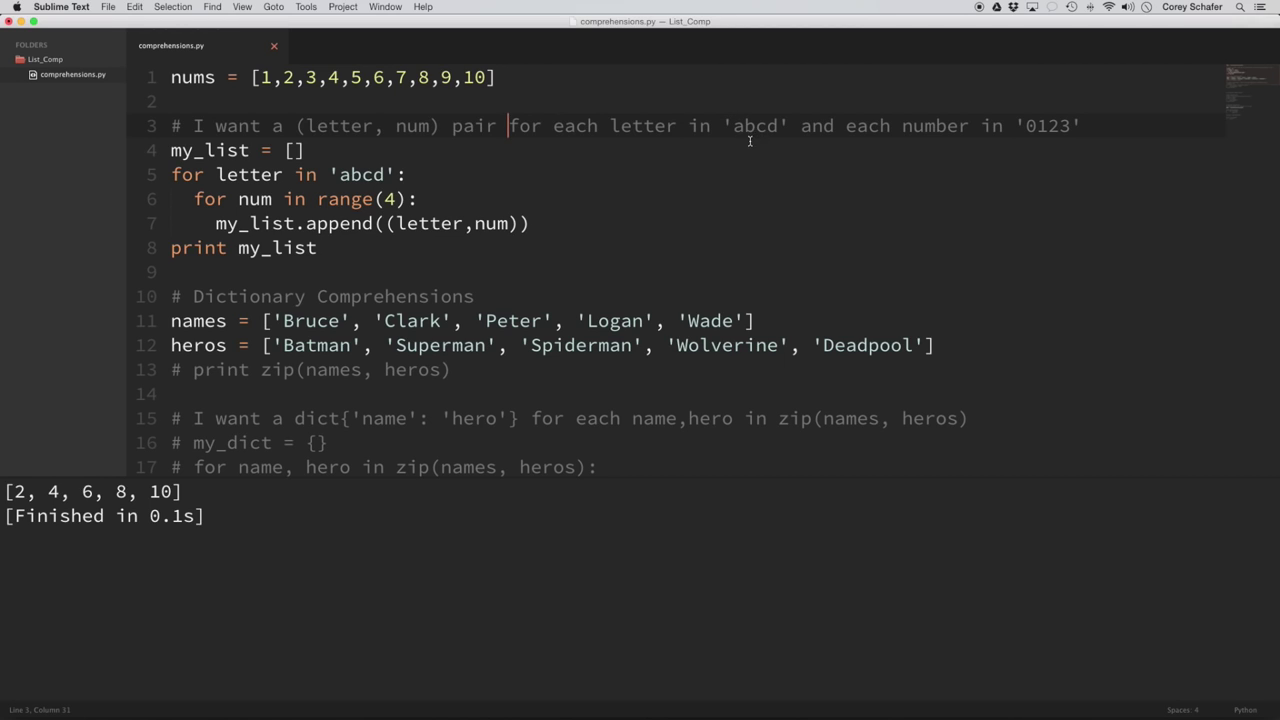 Sublime Text File Edit Selection Find View Goto Tools Project Window Help Corey Schafer
comprehensions.py — List_Comp
FOLDERS
List_Comp
comprehensions.py
comprehensions.py
1 nums = [1,2,3,4,5,6,7,8,9,10]
2
3 # I want a (letter, num) pair for each letter in 'abcd' and each number in '0123'
4 my_list = []
5 for letter in 'abcd':
6 for num in range(4):
7 my_list.append((letter,num))
8 print my_list
9
10 # Dictionary Comprehensions
11 names = ['Bruce', 'Clark', 'Peter', 'Logan', 'Wade']
12 heros = ['Batman', 'Superman', 'Spiderman', 'Wolverine', 'Deadpool']
13 # print zip(names, heros)
14
15 # I want a dict{'name': 'hero'} for each name,hero in zip(names, heros)
16 # my_dict = {}
17 # for name, hero in zip(names, heros):
[2, 4, 6, 8, 10]
[Finished in 0.1s]
Line 3, Column 31 Spaces: 4 Python